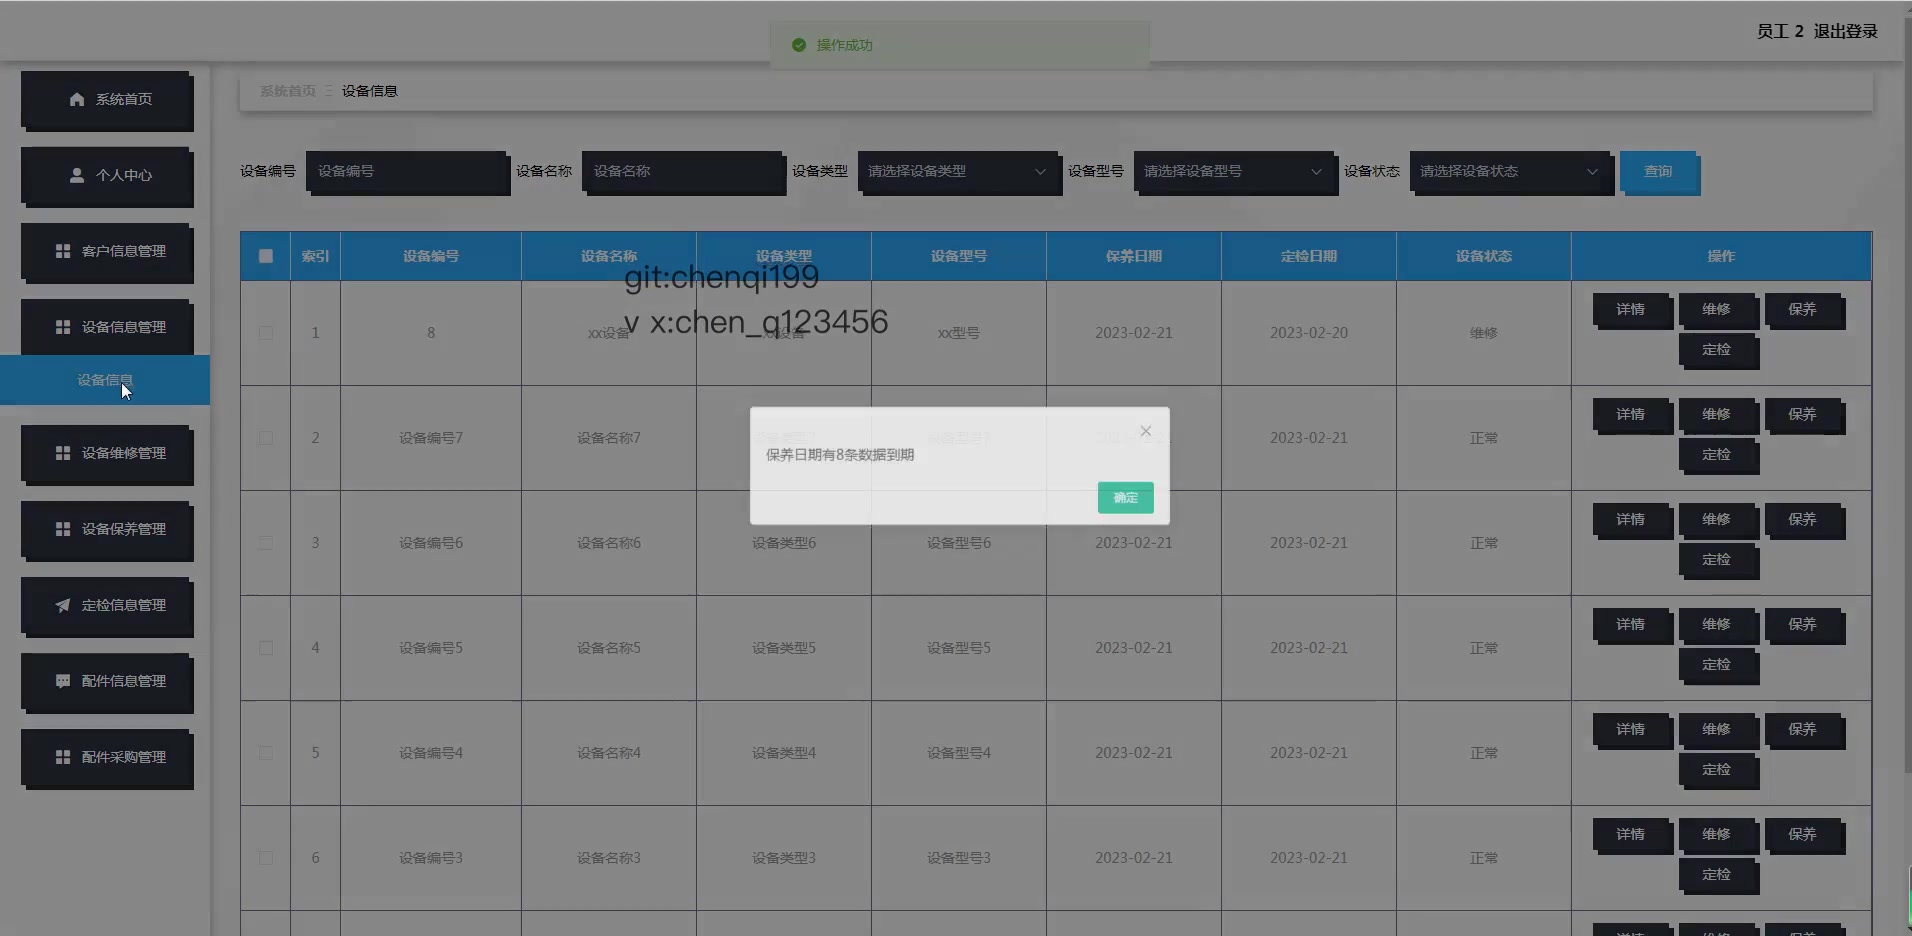 操作成功
员工 2 退出登录
系统首页
个人中心
客户信息管理
设备信息管理
设备信息
设备维修管理
设备保养管理
定检信息管理
配件信息管理
配件采购管理
系统首页 设备信息
设备编号 设备编号 设备名称 设备名称 设备类型 请选择设备类型 设备型号 请选择设备型号 设备状态 请选择设备状态 查询
索引 设备编号 设备名称 设备类型 设备型号 保养日期 定检日期 设备状态 操作
git:chenqi199
v x:chen_q123456
1 8 xx设备 xx设备 xx型号 2023-02-21 2023-02-20 维修 详情 维修 保养
定检
2 设备编号7 设备名称7 设备类型7 设备型号7 2023-02-21 2023-02-21 正常 详情 维修 保养
定检
保养日期有8条数据到期
确定
3 设备编号6 设备名称6 设备类型6 设备型号6 2023-02-21 2023-02-21 正常 详情 维修 保养
定检
4 设备编号5 设备名称5 设备类型5 设备型号5 2023-02-21 2023-02-21 正常 详情 维修 保养
定检
5 设备编号4 设备名称4 设备类型4 设备型号4 2023-02-21 2023-02-21 正常 详情 维修 保养
定检
6 设备编号3 设备名称3 设备类型3 设备型号3 2023-02-21 2023-02-21 正常 详情 维修 保养
定检